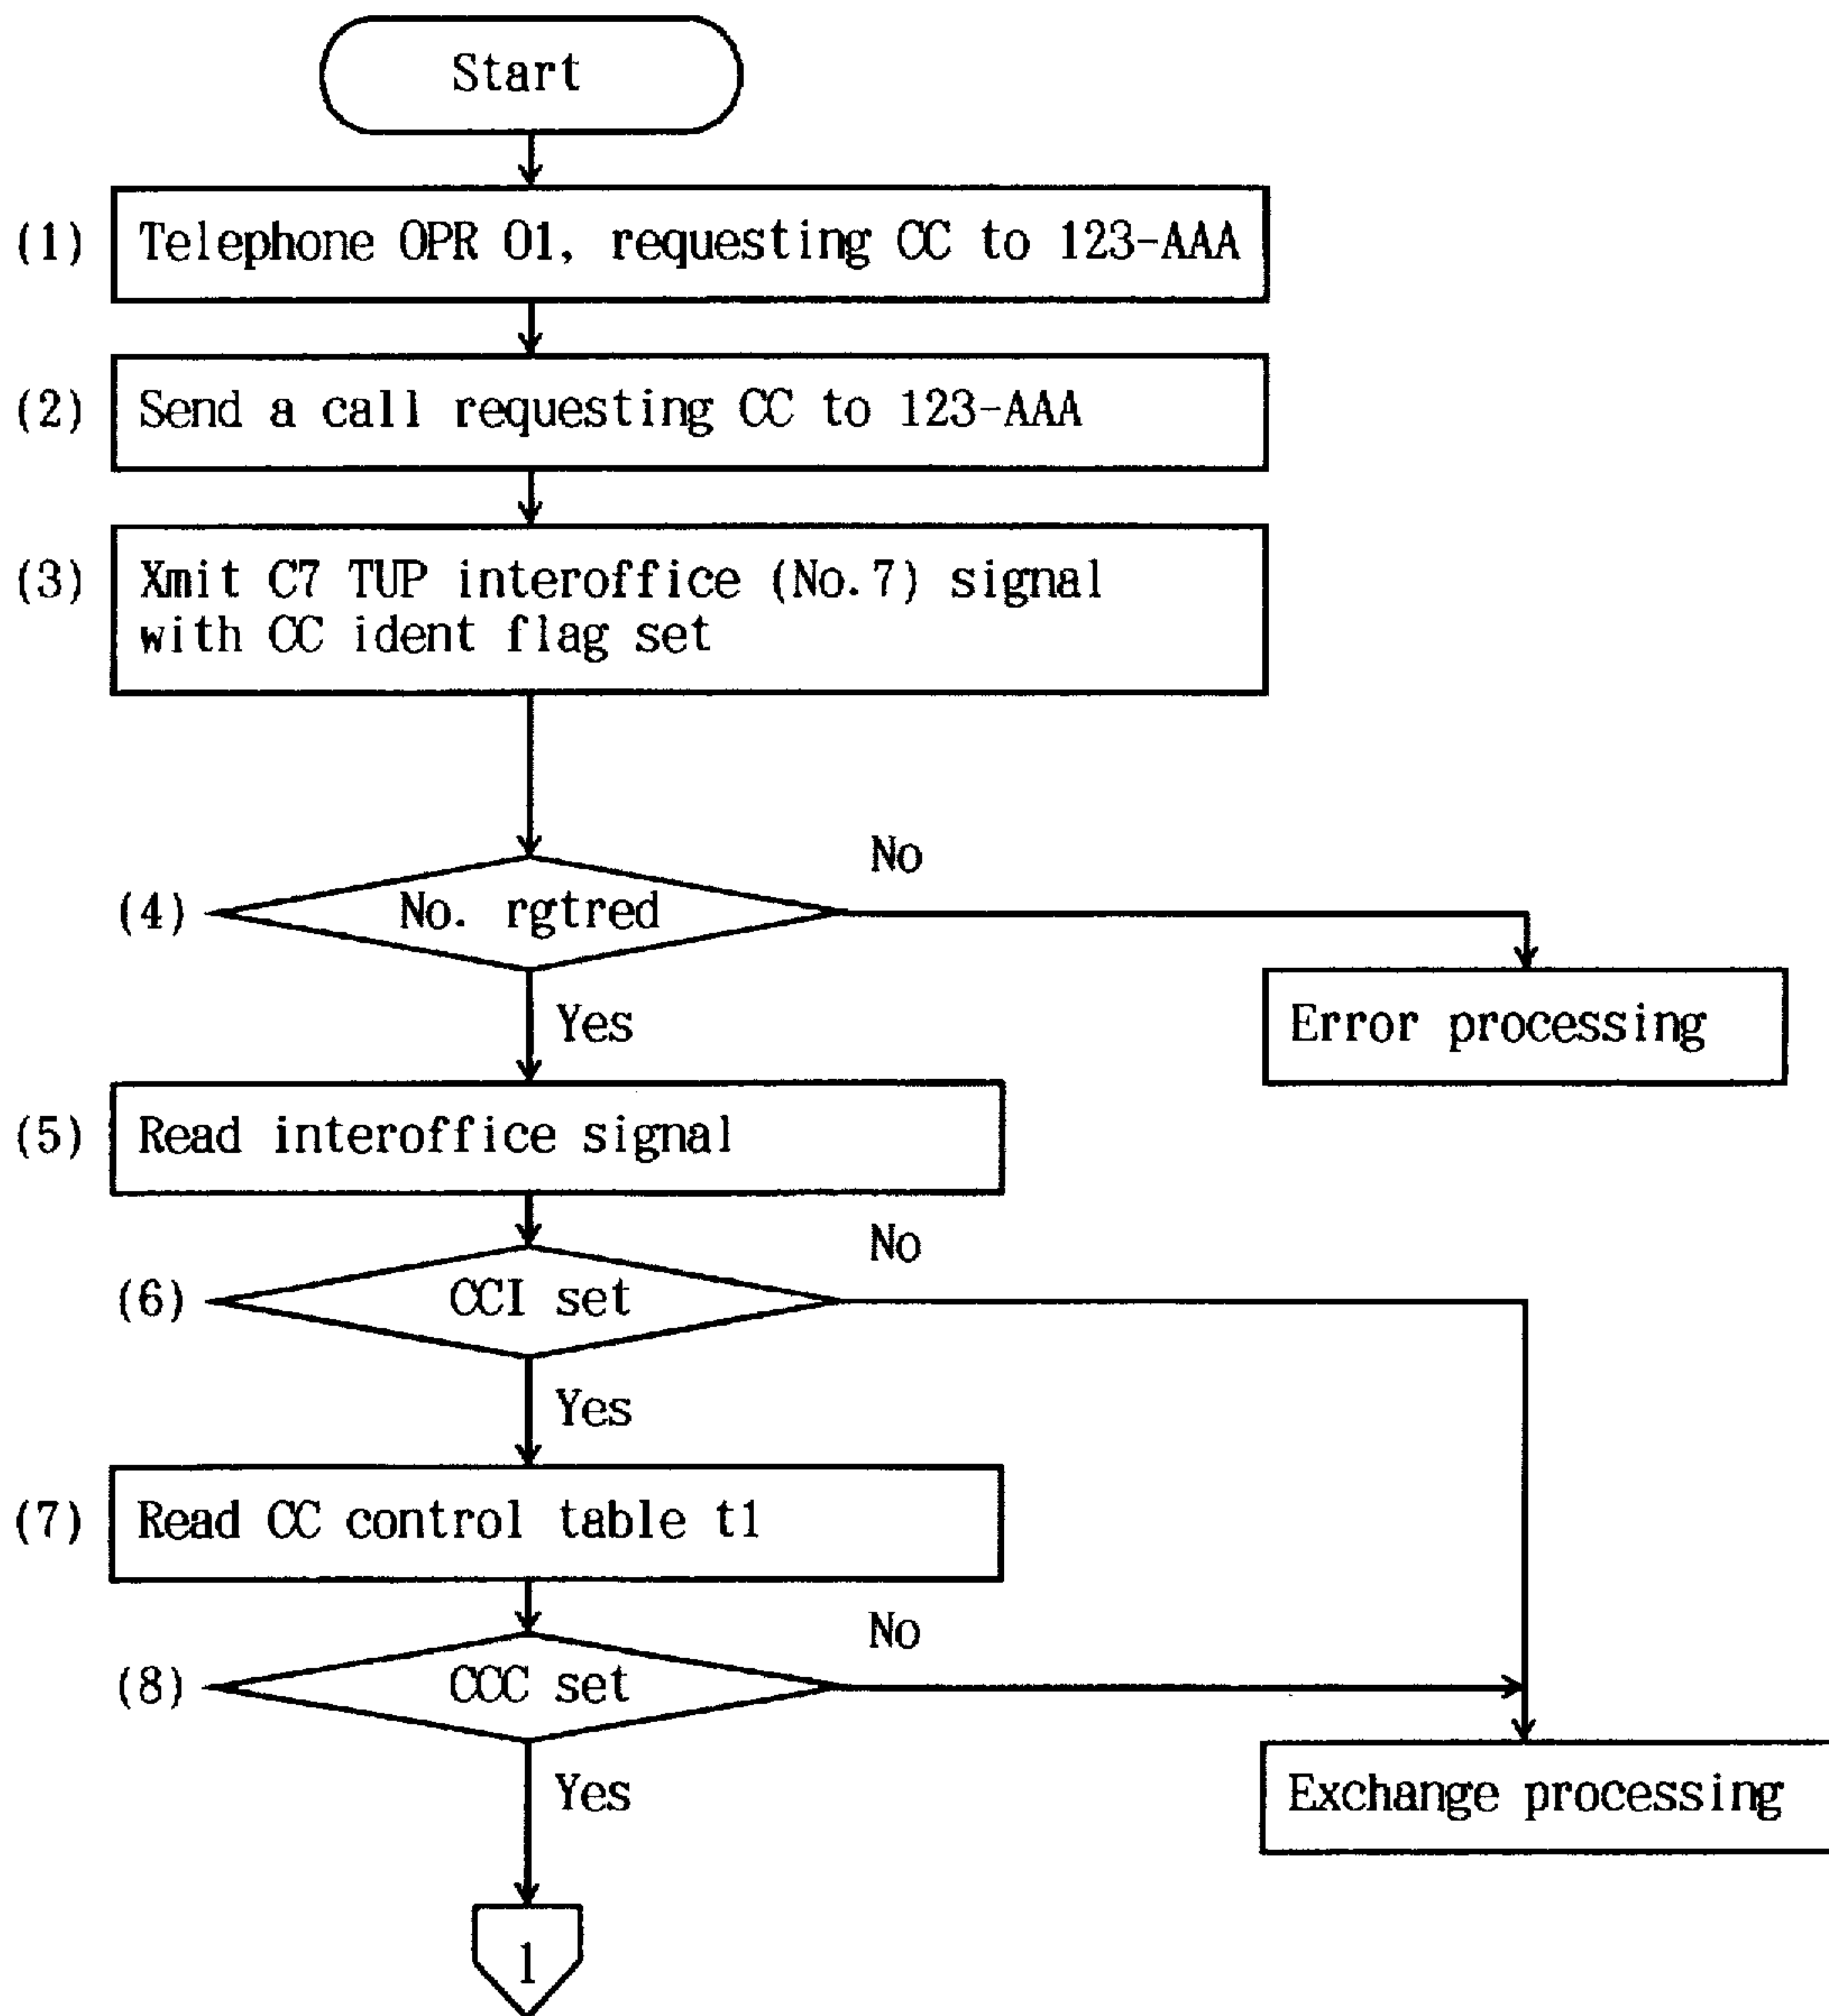 Start
(1) Telephone OPR O1, requesting CC to 123-AAA
(2) Send a call requesting CC to 123-AAA
(3) Xmit C7 TUP interoffice (No.7) signal
with CC ident flag set
No
(4) No. rgtred
Yes
Error processing
(5) Read interoffice signal
No
(6) CCI set
Yes
(7) Read CC control table t1
No
(8) CCC set
Yes
Exchange processing
1